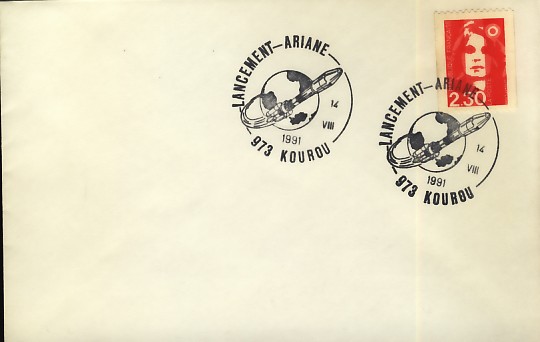 LANCEMENT-ARIANE
14
VIII
1991
973 KOUROU
2.30
LANCEMENT-ARIANE
14
VIII
1991
973 KOUROU